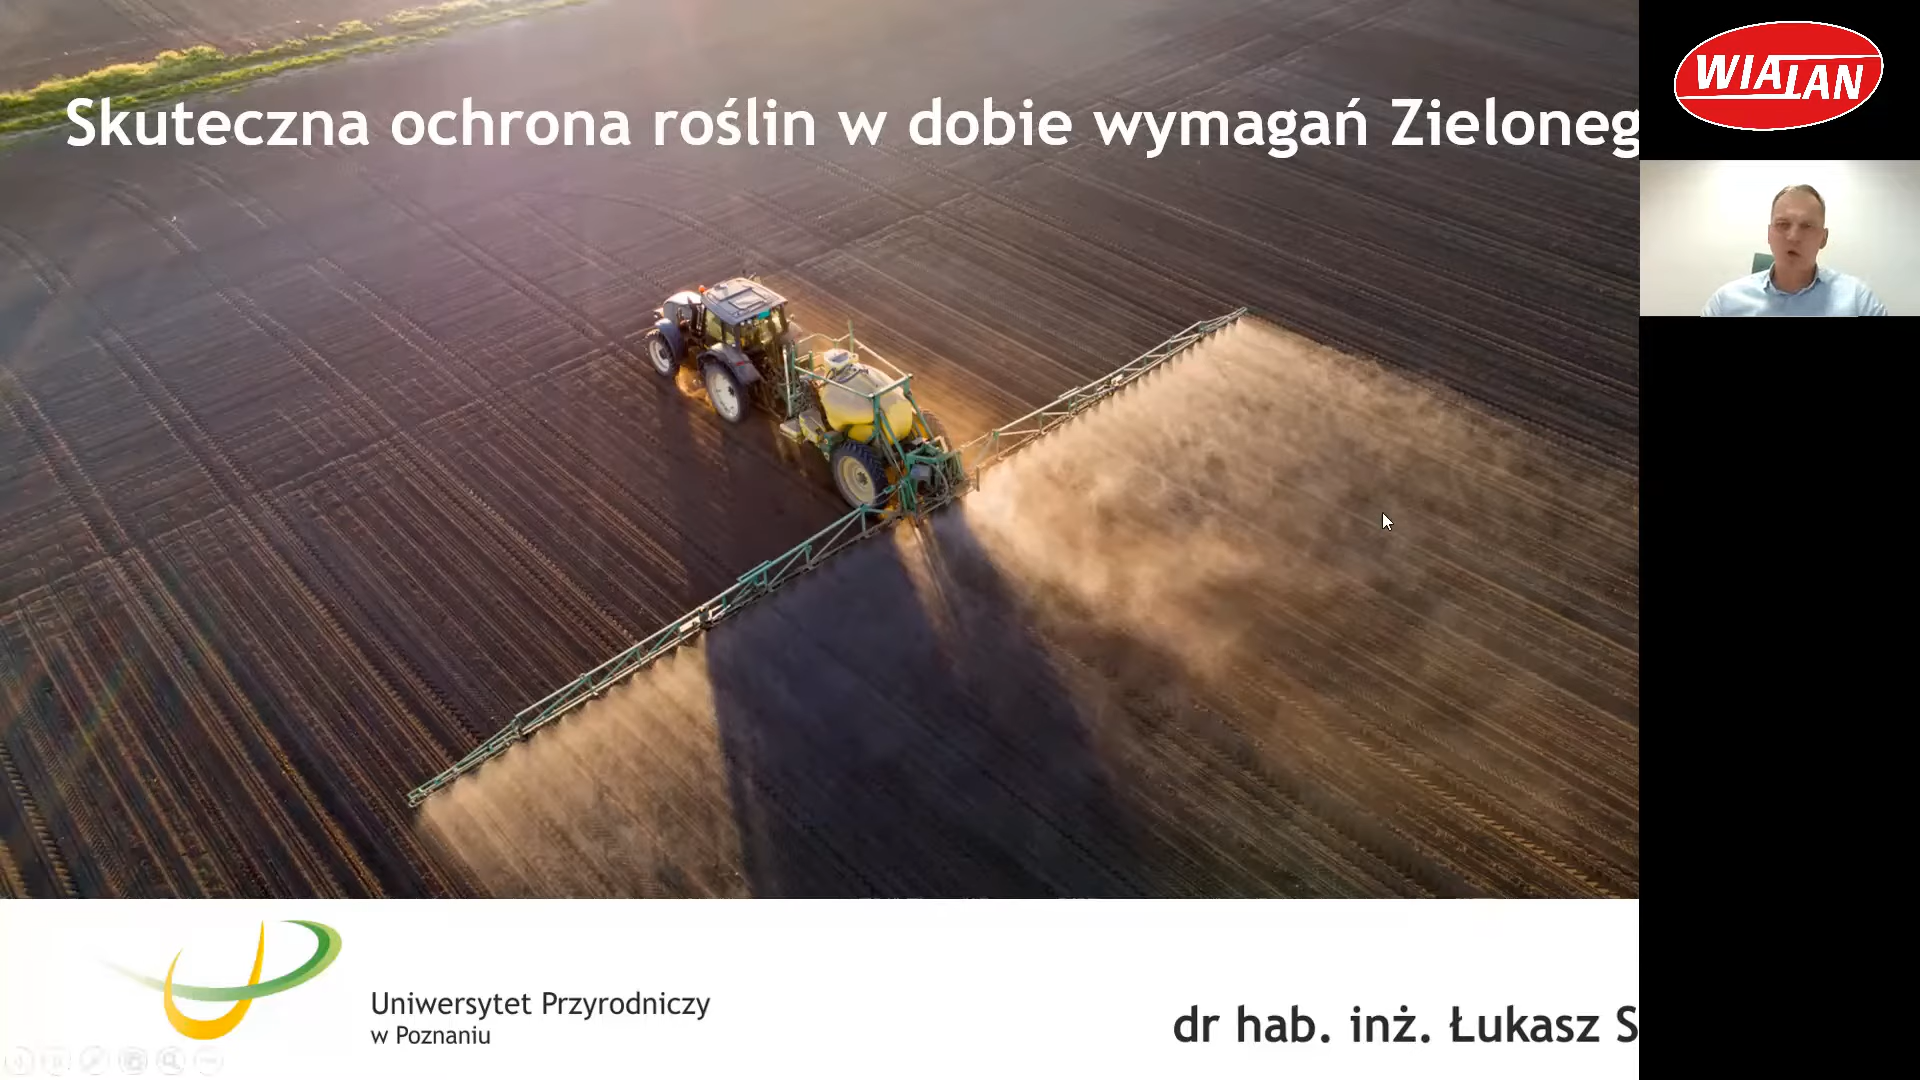 Skuteczna ochrona roślin w dobie wymagań Zieloneg
WIALAN
Uniwersytet Przyrodniczy
w Poznaniu
dr hab. inż. Łukasz S